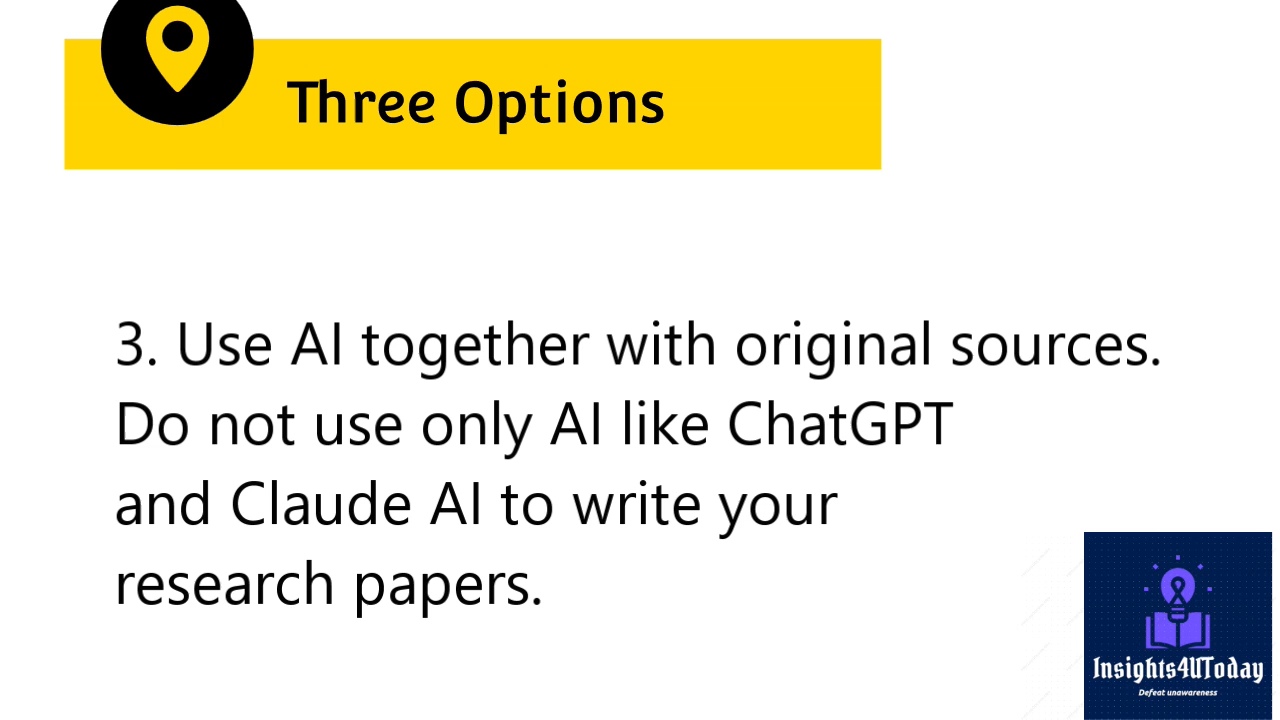 Three Options
3. Use AI together with original sources.
Do not use only AI like ChatGPT
and Claude AI to write your
research papers.
Insights4UToday
Defeat unawareness